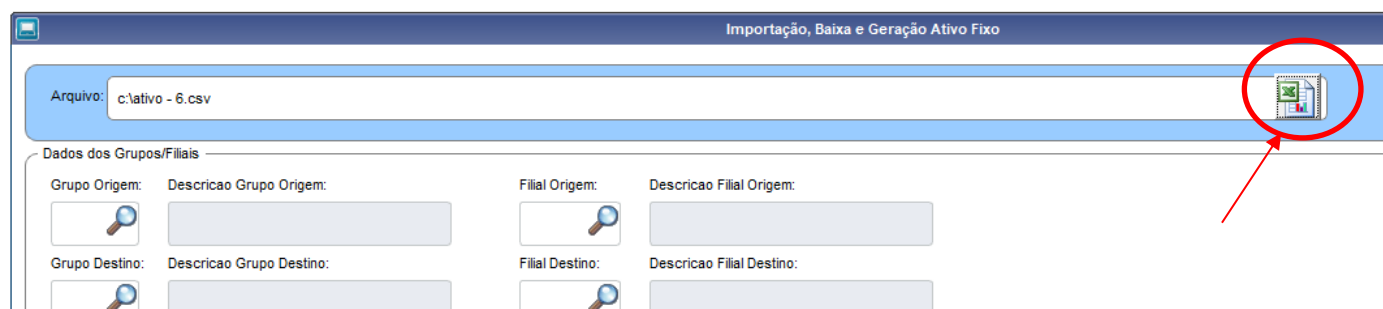 Importação, Baixa e Geração Ativo Fixo
Arquivo: c:\ativo - 6.csv
Dados dos Grupos/Filiais
Grupo Origem: Descricao Grupo Origem: Filial Origem: Descricao Filial Origem:
Grupo Destino: Descricao Grupo Destino: Filial Destino: Descricao Filial Destino: